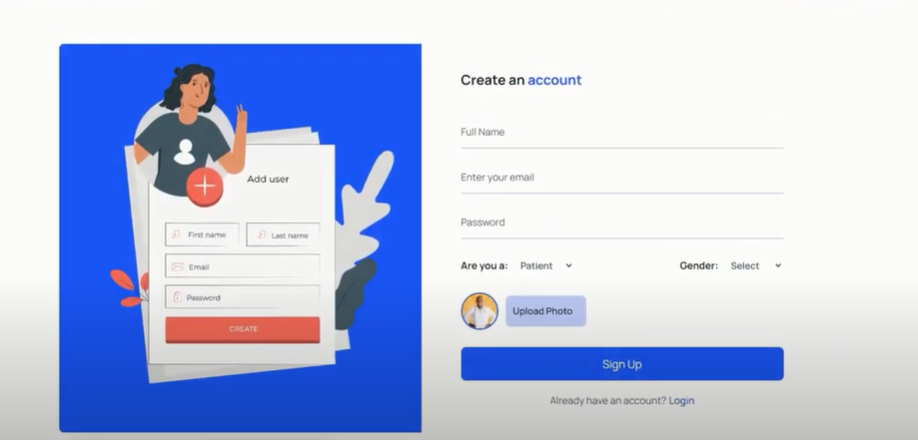 Create an account
Full Name
Enter your email
Password
Are you a: Patient Gender: Select
Upload Photo
Sign Up
Already have an account? Login
Add user
First name Last name
Email
Password
CREATE